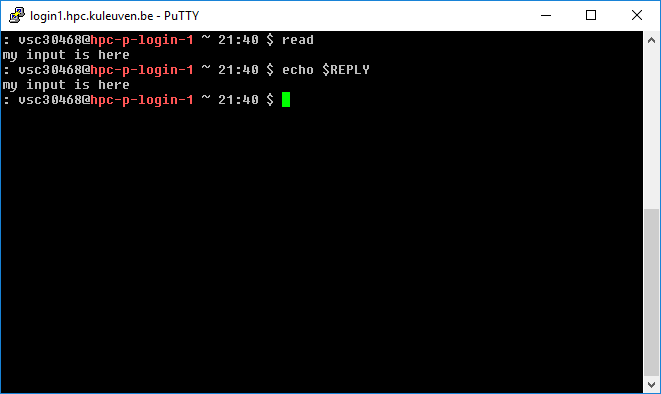 login1.hpc.kuleuven.be - PuTTY
: vsc30468@hpc-p-login-1 ~ 21:40 $ read
my input is here
: vsc30468@hpc-p-login-1 ~ 21:40 $ echo $REPLY
my input is here
: vsc30468@hpc-p-login-1 ~ 21:40 $